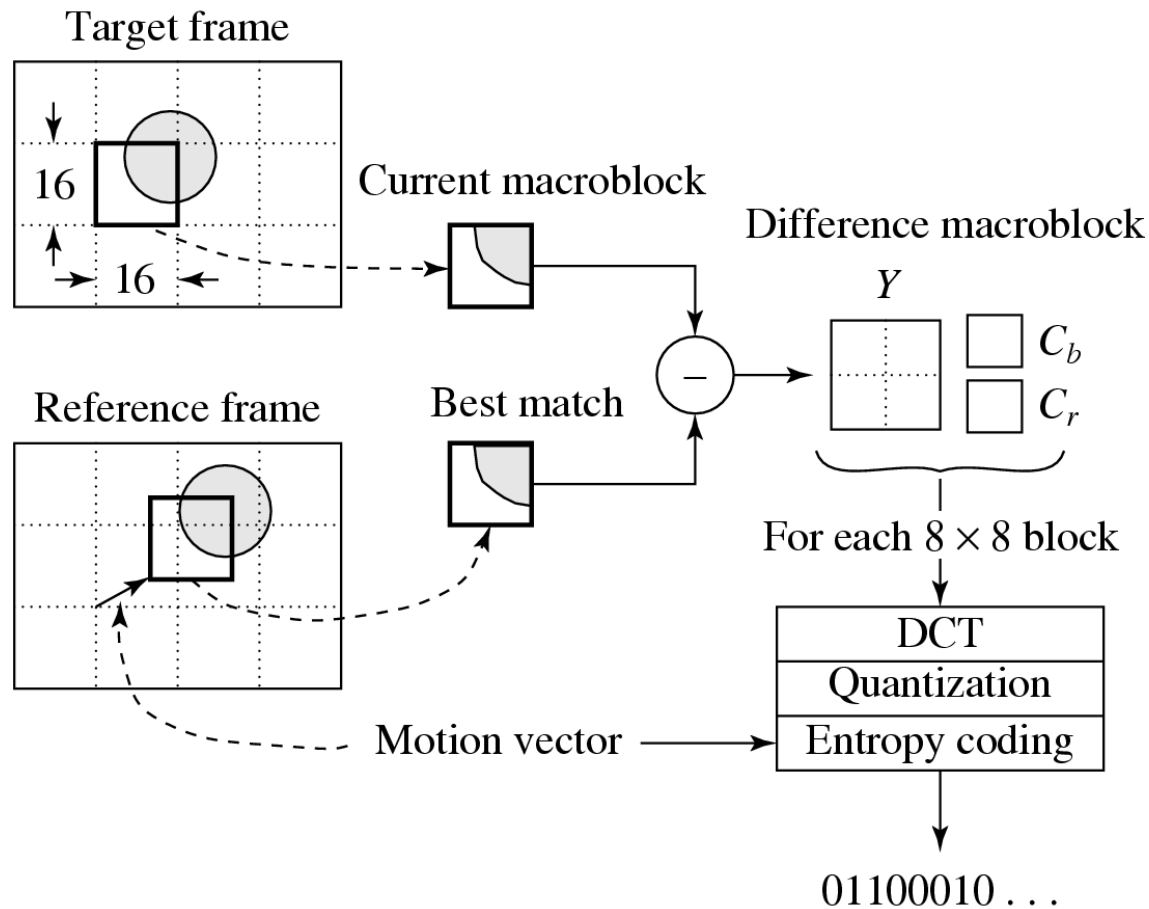 Target frame
16
16
Current macroblock
Difference macroblock
Y
C_b
C_r
−
Reference frame
Best match
For each 8 × 8 block
DCT
Quantization
Motion vector
Entropy coding
01100010 . . .